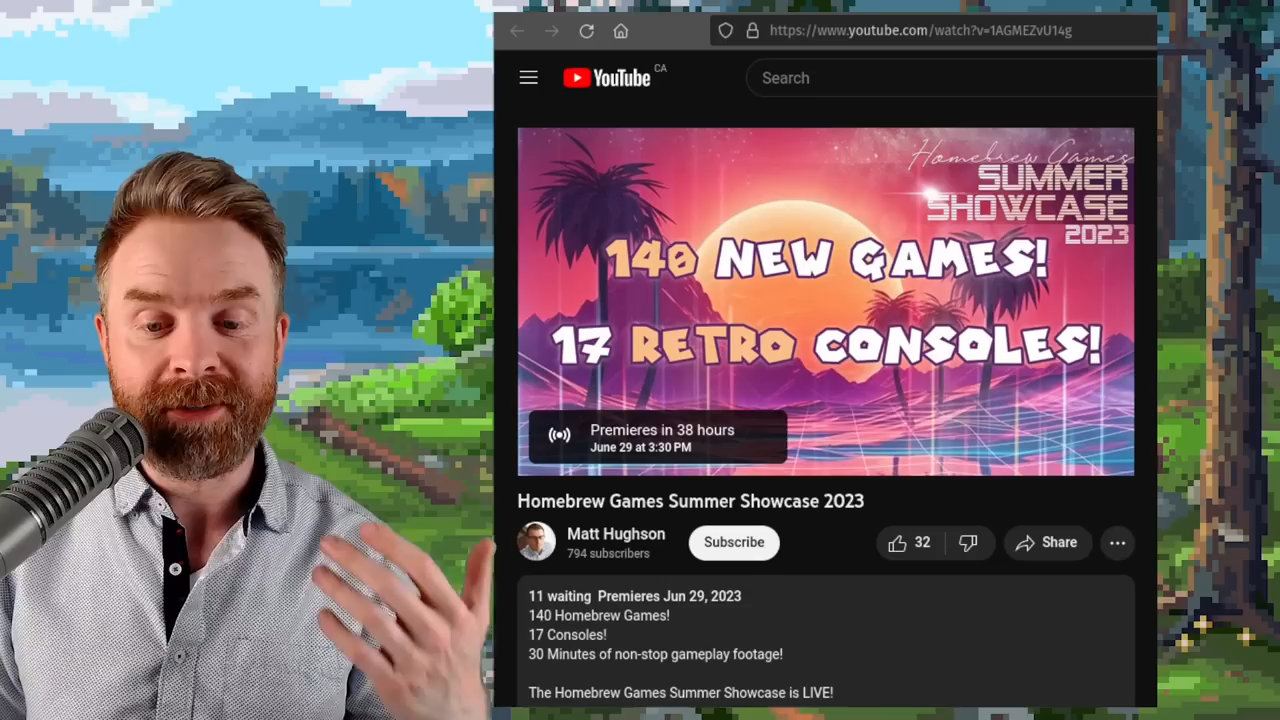 https://www.youtube.com/watch?v=1AGMEZvU14g
YouTube CA
Search
Homebrew Games
SUMMER
SHOWCASE
2023
140 NEW GAMES!
17 RETRO CONSOLES!
Premieres in 38 hours
June 29 at 3:30 PM
Homebrew Games Summer Showcase 2023
Matt Hughson
794 subscribers
Subscribe
32
Share
11 waiting Premieres Jun 29, 2023
140 Homebrew Games!
17 Consoles!
30 Minutes of non-stop gameplay footage!
The Homebrew Games Summer Showcase is LIVE!